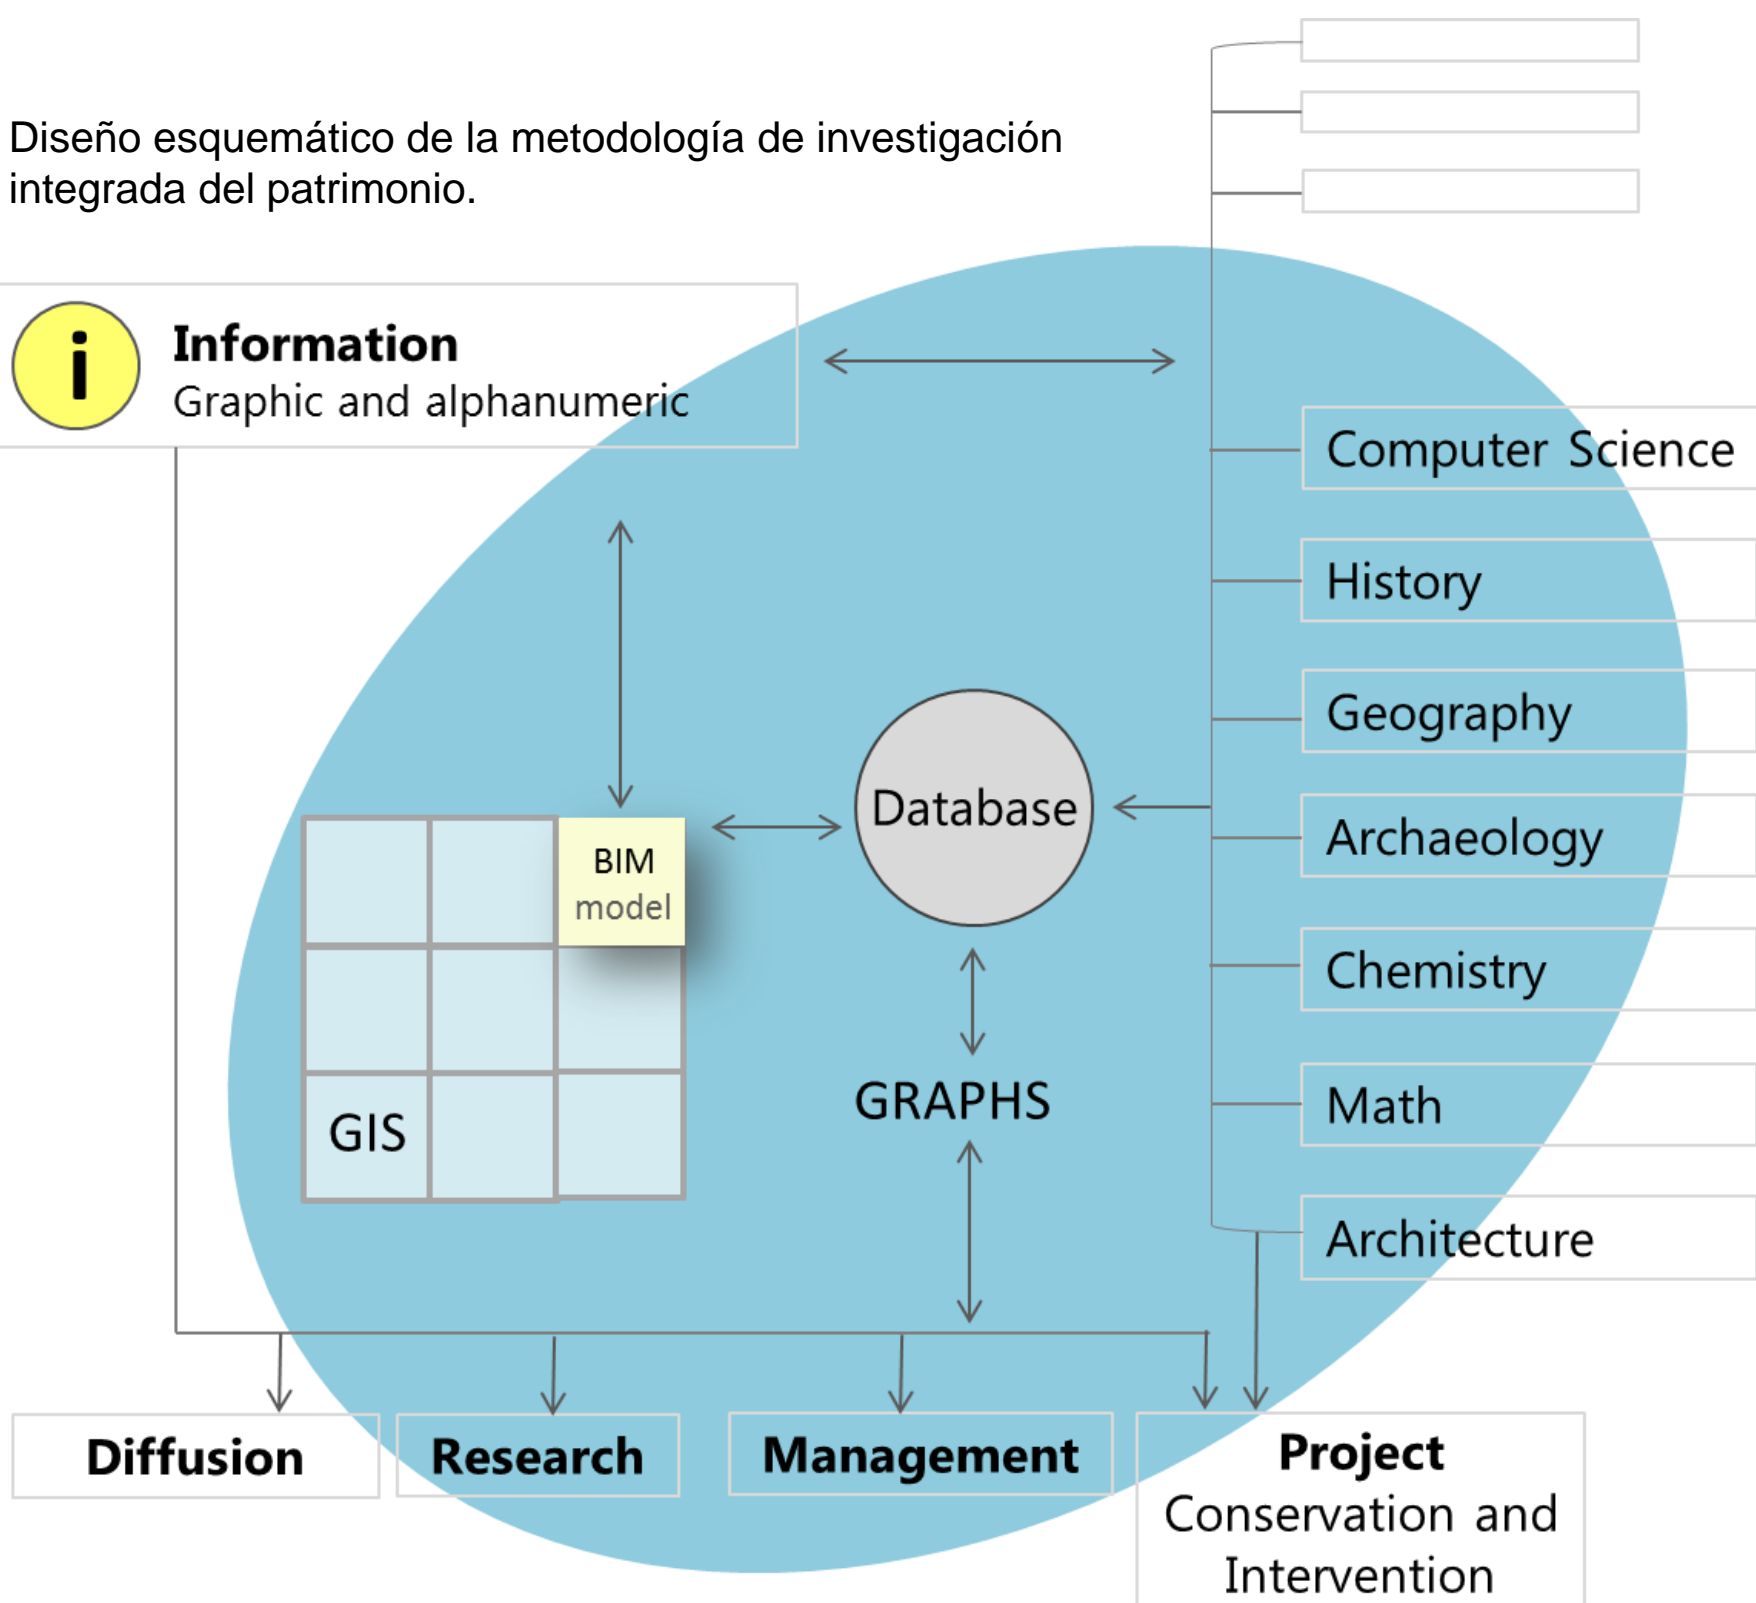 Diseño esquemático de la metodología de investigación
integrada del patrimonio.
i
Information
Graphic and alphanumeric
Computer Science
History
Geography
Archaeology
Chemistry
Math
Architecture
Database
BIM
model
GIS
GRAPHS
Diffusion
Research
Management
Project
Conservation and
Intervention